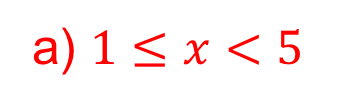 a) 1 ≤ x < 5